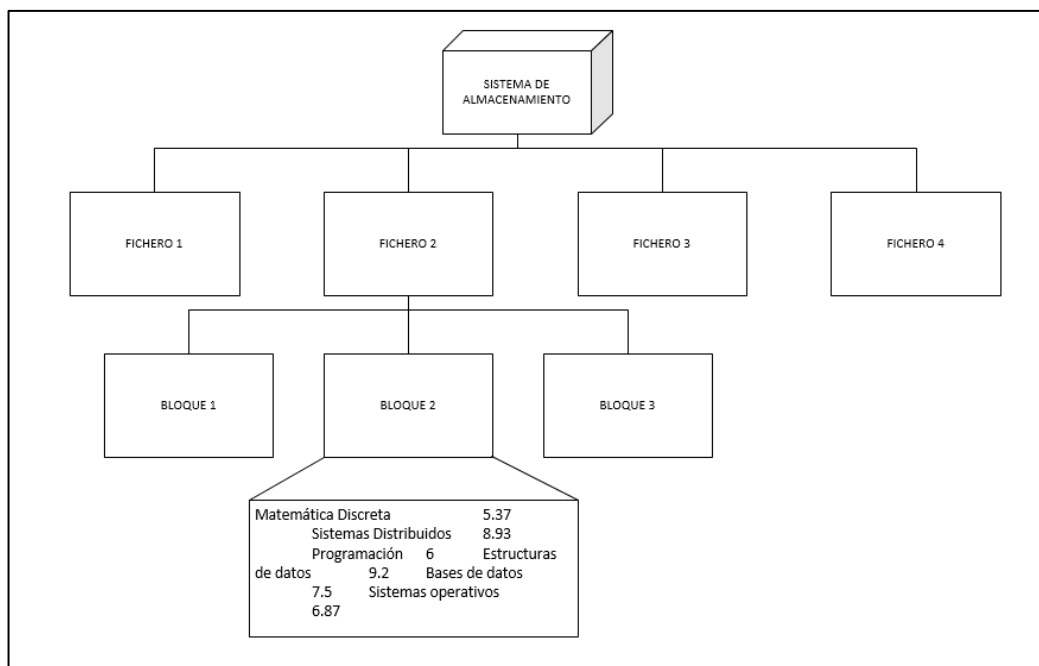 SISTEMA DE
ALMACENAMIENTO
FICHERO 1
FICHERO 2
FICHERO 3
FICHERO 4
BLOQUE 1
BLOQUE 2
BLOQUE 3
Matemática Discreta 5.37
Sistemas Distribuidos 8.93
Programación 6 Estructuras
de datos 9.2 Bases de datos
7.5 Sistemas operativos
6.87